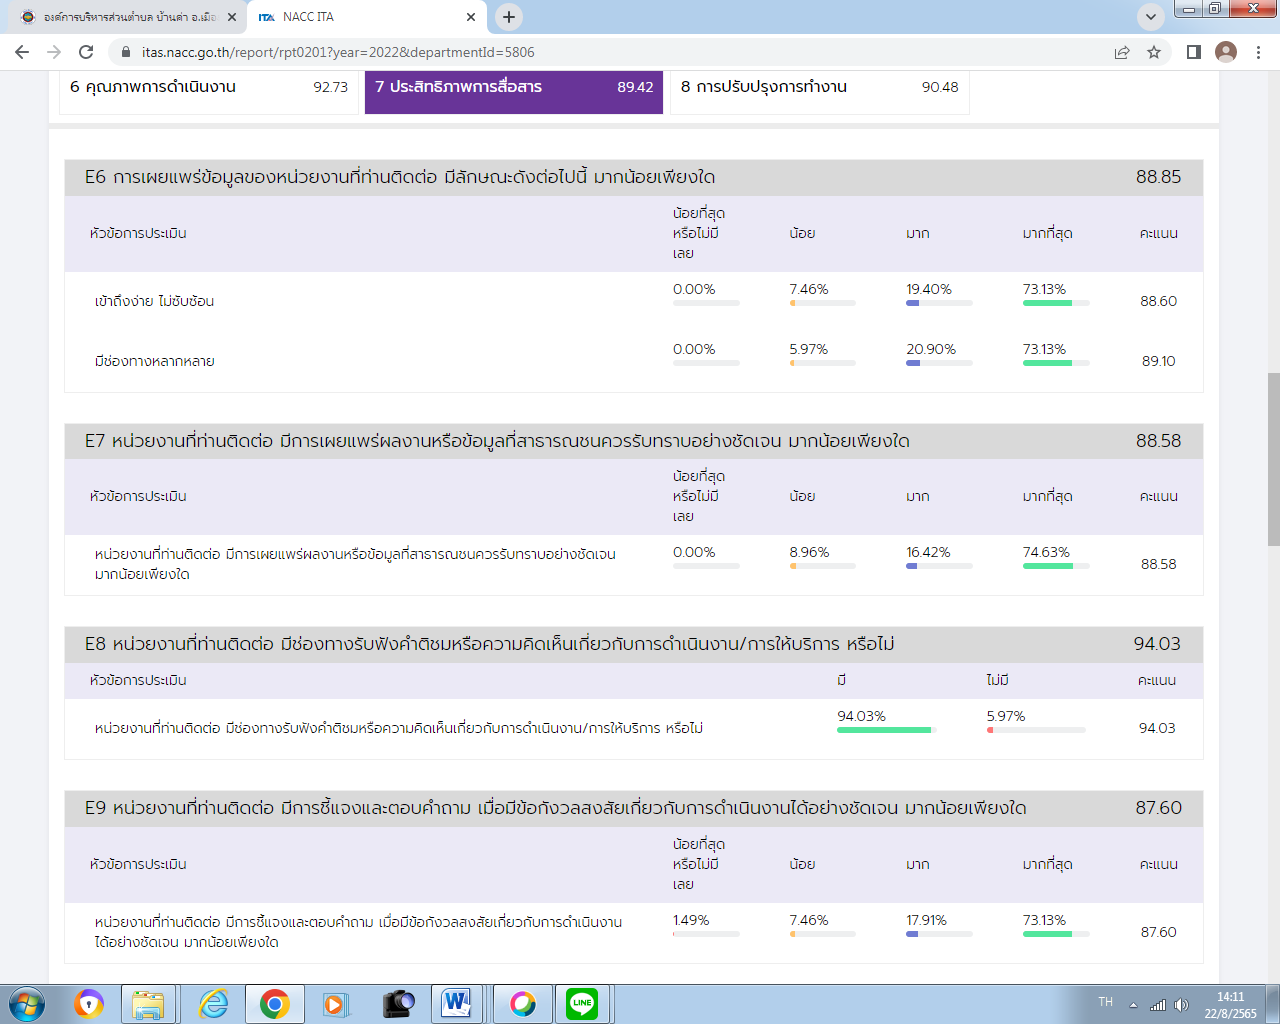 องค์การบริหารส่วนตำบล บ้านค่า อ.เมือ
NACC ITA
itas.nacc.go.th/report/rpt0201?year=2022&departmentId=5806
6 คุณภาพการดำเนินงาน 92.73
7 ประสิทธิภาพการสื่อสาร 89.42
8 การปรับปรุงการทำงาน 90.48
E6 การเผยแพร่ข้อมูลของหน่วยงานที่ท่านติดต่อ มีลักษณะดังต่อไปนี้ มากน้อยเพียงใด 88.85
หัวข้อการประเมิน น้อยที่สุดหรือไม่มีเลย น้อย มาก มากที่สุด คะแนน
เข้าถึงง่าย ไม่ซับซ้อน 0.00% 7.46% 19.40% 73.13% 88.60
มีช่องทางหลากหลาย 0.00% 5.97% 20.90% 73.13% 89.10
E7 หน่วยงานที่ท่านติดต่อ มีการเผยแพร่ผลงานหรือข้อมูลที่สาธารณชนควรรับทราบอย่างชัดเจน มากน้อยเพียงใด 88.58
หัวข้อการประเมิน น้อยที่สุดหรือไม่มีเลย น้อย มาก มากที่สุด คะแนน
หน่วยงานที่ท่านติดต่อ มีการเผยแพร่ผลงานหรือข้อมูลที่สาธารณชนควรรับทราบอย่างชัดเจน
มากน้อยเพียงใด 0.00% 8.96% 16.42% 74.63% 88.58
E8 หน่วยงานที่ท่านติดต่อ มีช่องทางรับฟังคำติชมหรือความคิดเห็นเกี่ยวกับการดำเนินงาน/การให้บริการ หรือไม่ 94.03
หัวข้อการประเมิน มี ไม่มี คะแนน
หน่วยงานที่ท่านติดต่อ มีช่องทางรับฟังคำติชมหรือความคิดเห็นเกี่ยวกับการดำเนินงาน/การให้บริการ หรือไม่ 94.03% 5.97% 94.03
E9 หน่วยงานที่ท่านติดต่อ มีการชี้แจงและตอบคำถาม เมื่อมีข้อกังวลสงสัยเกี่ยวกับการดำเนินงานได้อย่างชัดเจน มากน้อยเพียงใด 87.60
หัวข้อการประเมิน น้อยที่สุดหรือไม่มีเลย น้อย มาก มากที่สุด คะแนน
หน่วยงานที่ท่านติดต่อ มีการชี้แจงและตอบคำถาม เมื่อมีข้อกังวลสงสัยเกี่ยวกับการดำเนินงาน
ได้อย่างชัดเจน มากน้อยเพียงใด 1.49% 7.46% 17.91% 73.13% 87.60
LINE
TH
14:11
22/8/2565